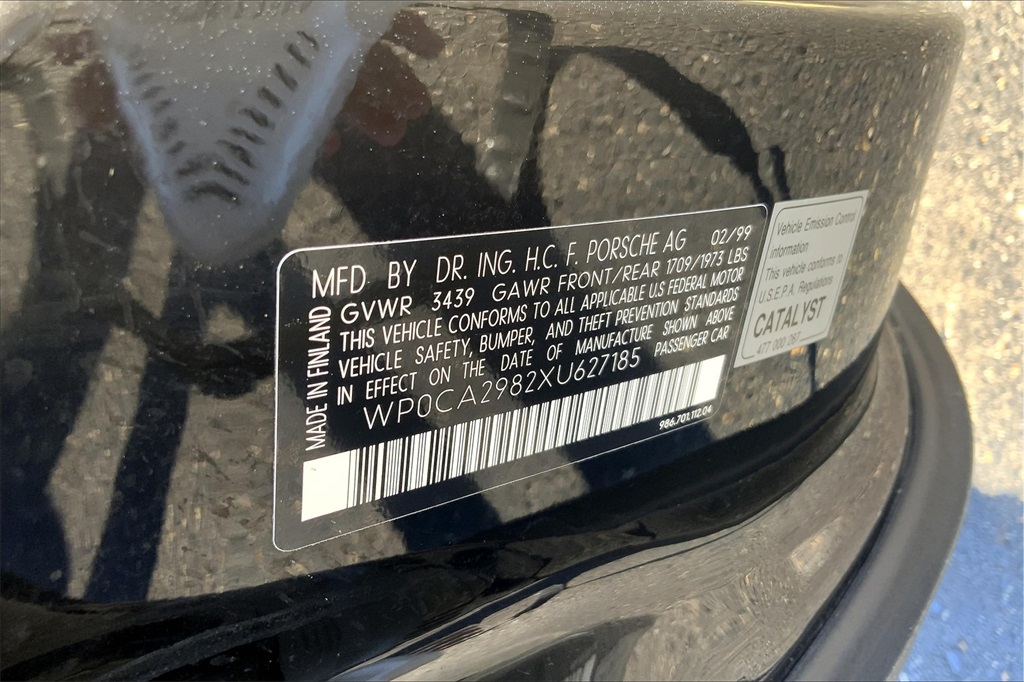 MFD. BY DR. ING. H.C. F. PORSCHE AG 02/99
GVWR 3439 GAWR FRONT/REAR 1709/1973 LBS
THIS VEHICLE CONFORMS TO ALL APPLICABLE U.S FEDERAL MOTOR
VEHICLE SAFETY, BUMPER, AND THEFT PREVENTION STANDARDS
IN EFFECT ON THE DATE OF MANUFACTURE SHOWN ABOVE
WP0CA2982XU627185 PASSENGER CAR
MADE IN FINLAND
986.701.112.04
Vehicle Emission Control
information
This vehicle conforms to
U.S.E.P.A. Regulations
CATALYST
477 000 267